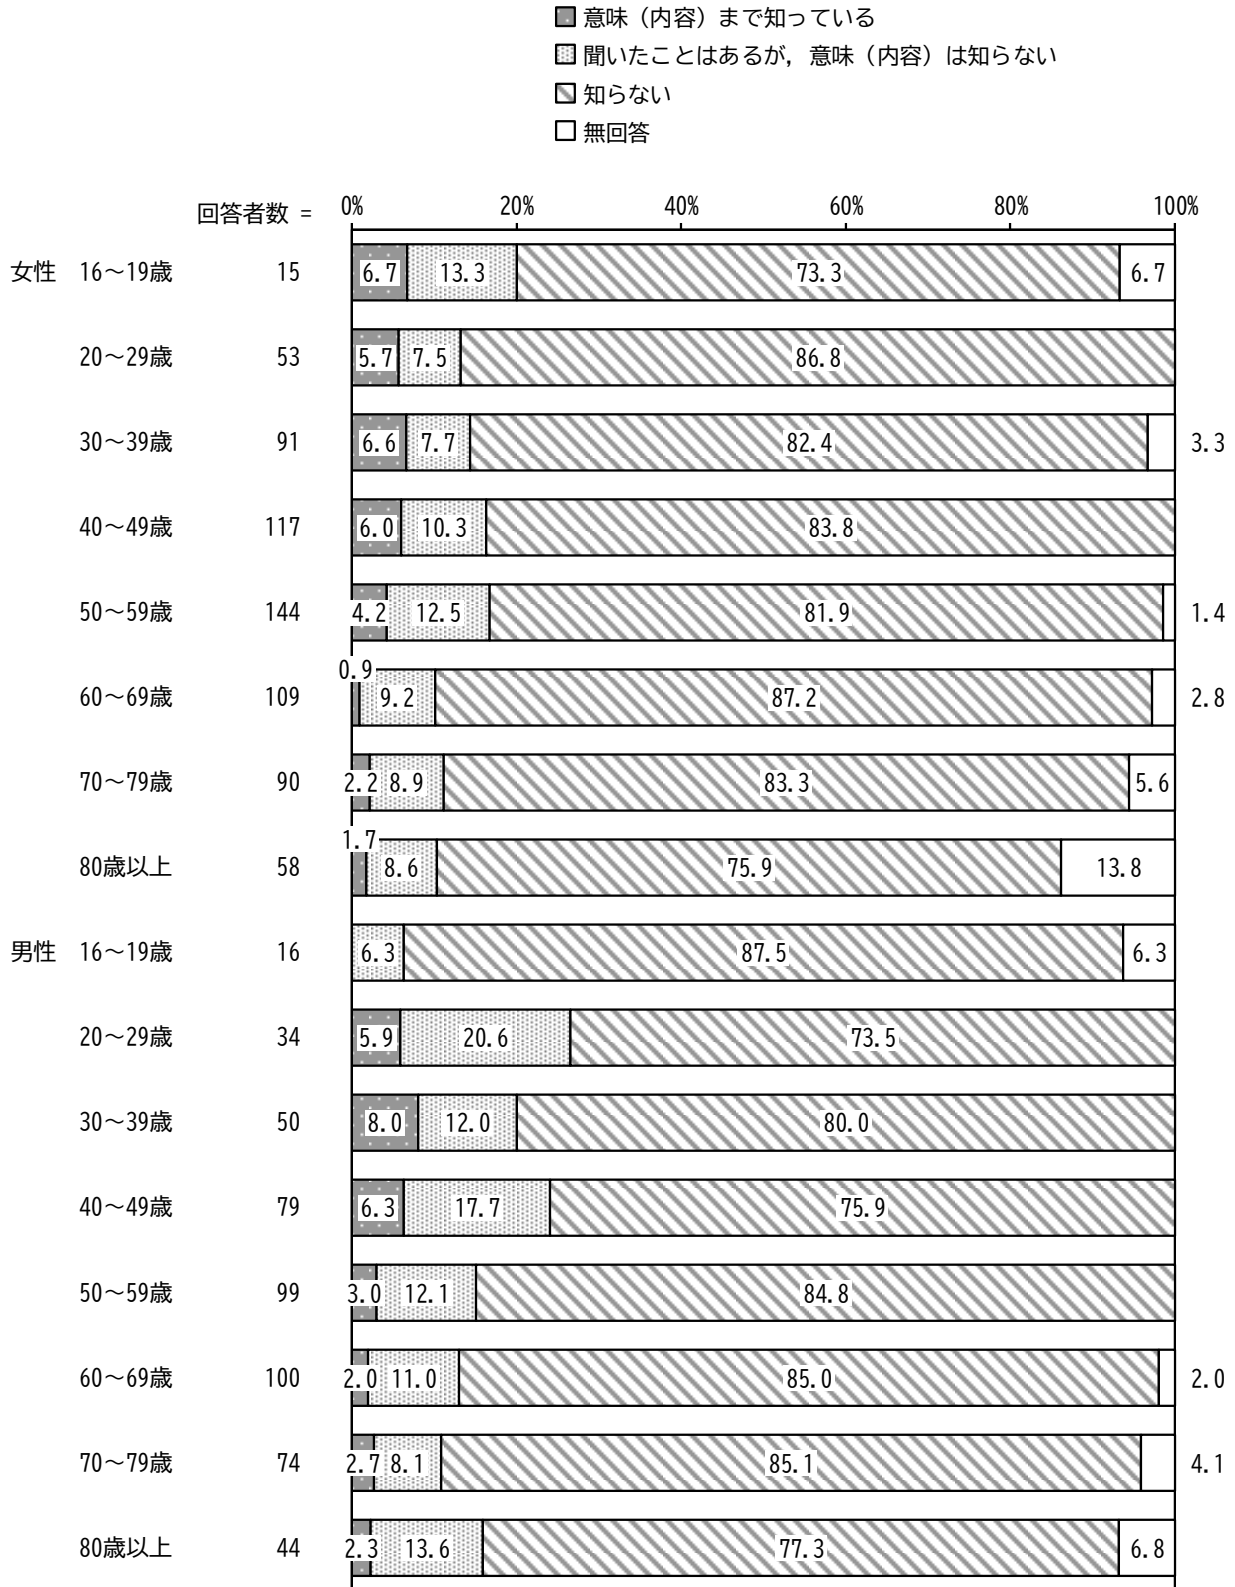 意味（内容）まで知っている
聞いたことはあるが，意味（内容）は知らない
知らない
無回答
回答者数 = 0% 20% 40% 60% 80% 100%
女性 16～19歳 15 6.7 13.3 73.3 6.7
20～29歳 53 5.7 7.5 86.8
30～39歳 91 6.6 7.7 82.4 3.3
40～49歳 117 6.0 10.3 83.8
50～59歳 144 4.2 12.5 81.9 1.4
60～69歳 109 0.9 9.2 87.2 2.8
70～79歳 90 2.2 8.9 83.3 5.6
80歳以上 58 1.7 8.6 75.9 13.8
男性 16～19歳 16 6.3 87.5 6.3
20～29歳 34 5.9 20.6 73.5
30～39歳 50 8.0 12.0 80.0
40～49歳 79 6.3 17.7 75.9
50～59歳 99 3.0 12.1 84.8
60～69歳 100 2.0 11.0 85.0 2.0
70～79歳 74 2.7 8.1 85.1 4.1
80歳以上 44 2.3 13.6 77.3 6.8